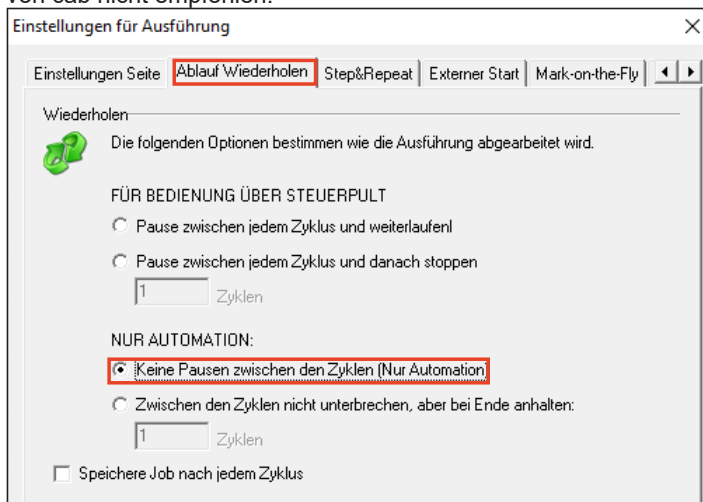 von cab nicht empfohlen.
Einstellungen für Ausführung
Einstellungen Seite Ablauf Wiederholen Step&Repeat Externer Start Mark-on-the-Fly
Wiederholen
Die folgenden Optionen bestimmen wie die Ausführung abgearbeitet wird.
FÜR BEDIENUNG ÜBER STEUERPULT
Pause zwischen jedem Zyklus und weiterlaufenl
Pause zwischen jedem Zyklus und danach stoppen
1 Zyklen
NUR AUTOMATION:
Keine Pausen zwischen den Zyklen (Nur Automation)
Zwischen den Zyklen nicht unterbrechen, aber bei Ende anhalten:
1 Zyklen
Speichere Job nach jedem Zyklus